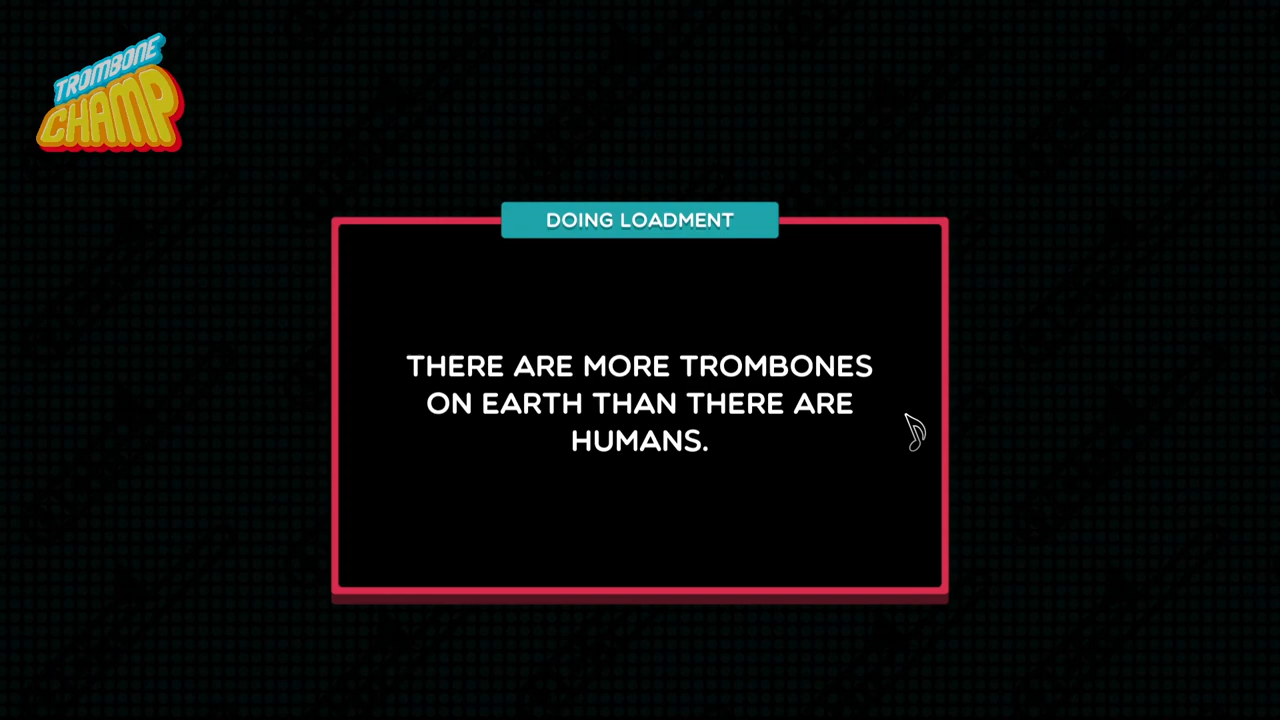 TROMBONE
CHAMP
DOING LOADMENT
THERE ARE MORE TROMBONES
ON EARTH THAN THERE ARE
HUMANS.